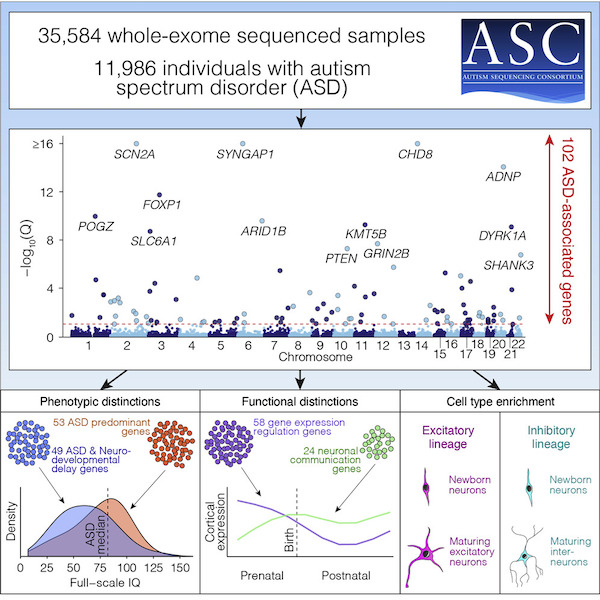 35,584 whole-exome sequenced samples
11,986 individuals with autism
spectrum disorder (ASD)
ASC
AUTISM SEQUENCING CONSORTIUM
≥16
12
8
4
0
−log10(Q)
SCN2A
SYNGAP1
CHD8
ADNP
FOXP1
POGZ
SLC6A1
ARID1B
KMT5B
PTEN
GRIN2B
DYRK1A
SHANK3
102 ASD-associated genes
1 2 3 4 5 6 7 8 9 10 11 12 13 14 16 18 20 22
15 17 19 21
Chromosome
Phenotypic distinctions
53 ASD predominant
genes
49 ASD & Neuro-
developmental
delay genes
Density
ASD
median
0 25 50 75 100 125 150
Full−scale IQ
Functional distinctions
58 gene expression
regulation genes
24 neuronal
communication
genes
Cortical
expression
Birth
Prenatal Postnatal
Cell type enrichment
Excitatory
lineage
Newborn
neurons
Maturing
excitatory
neurons
Inhibitory
lineage
Newborn
neurons
Maturing
inter-
neurons